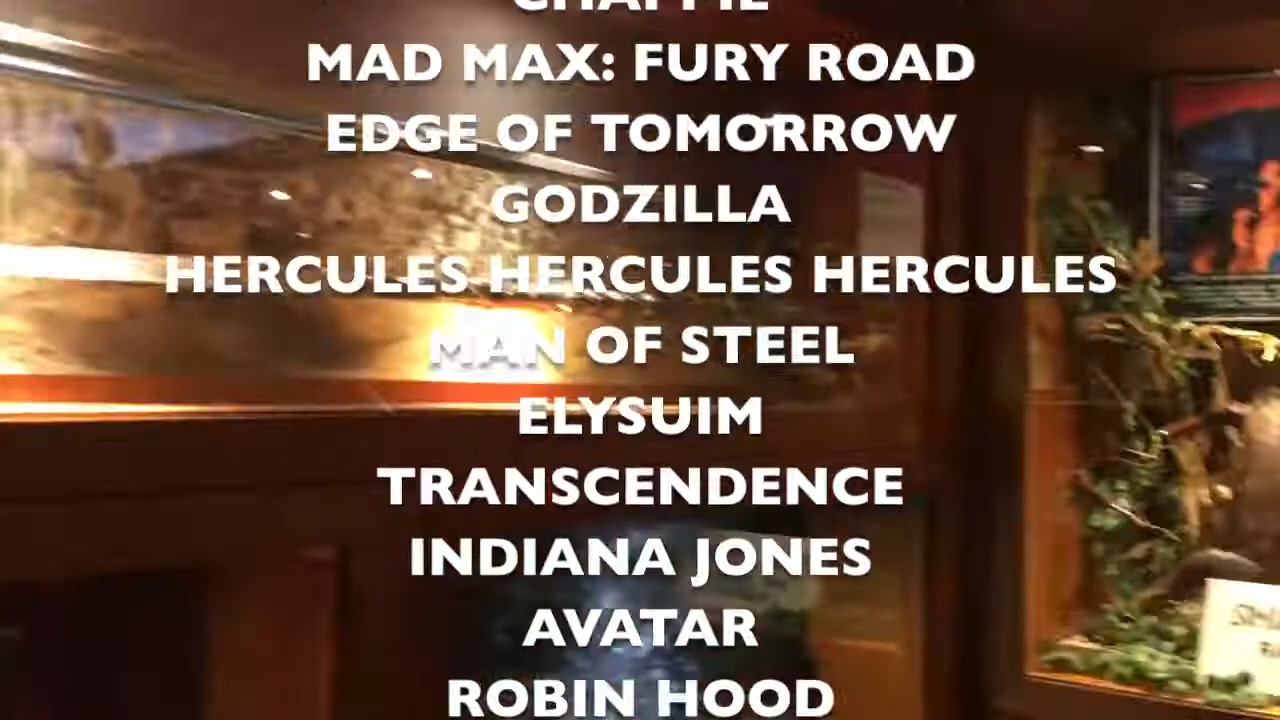 CHAPPIE
MAD MAX: FURY ROAD
EDGE OF TOMORROW
GODZILLA
HERCULES HERCULES HERCULES
MAN OF STEEL
ELYSUIM
TRANSCENDENCE
INDIANA JONES
AVATAR
ROBIN HOOD